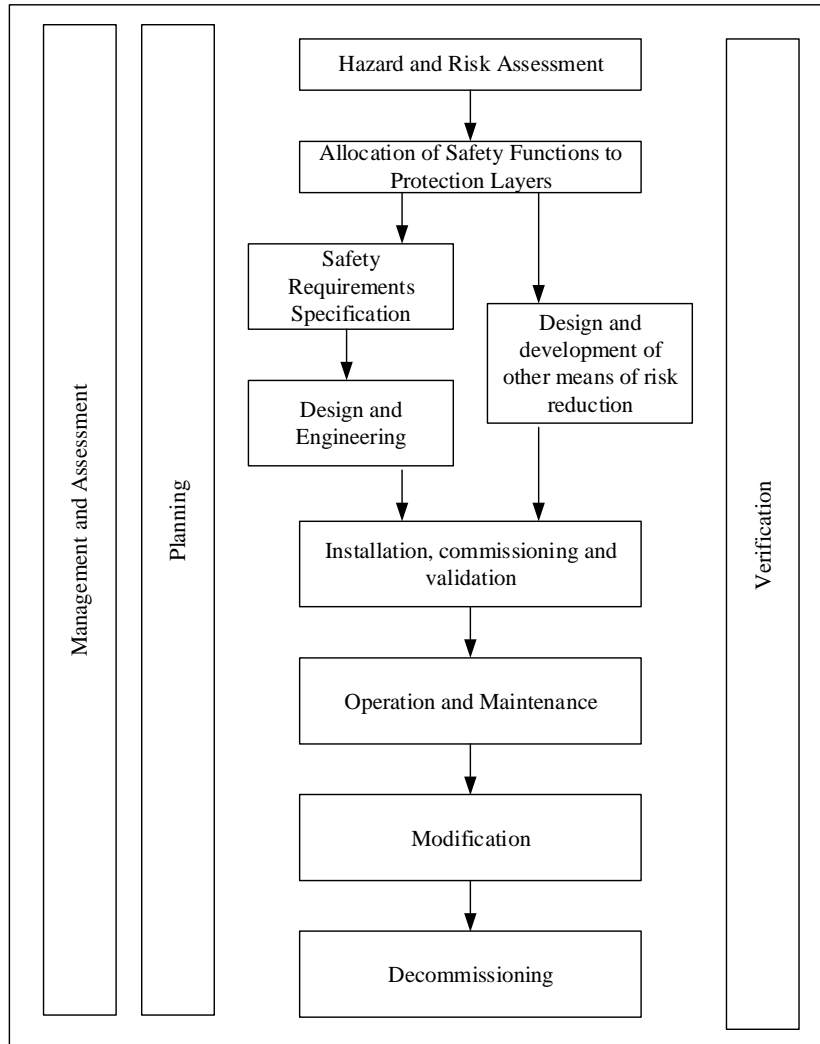 Management and Assessment
Planning
Hazard and Risk Assessment
Allocation of Safety Functions to
Protection Layers
Safety
Requirements
Specification
Design and
Engineering
Design and
development of
other means of risk
reduction
Installation, commissioning and
validation
Operation and Maintenance
Modification
Decommissioning
Verification